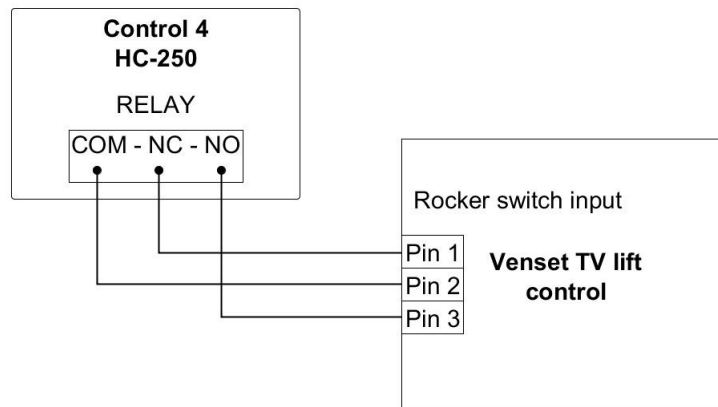 Control 4
HC-250
RELAY
COM - NC - NO
Rocker switch input
Pin 1
Pin 2
Pin 3
Venset TV lift
control